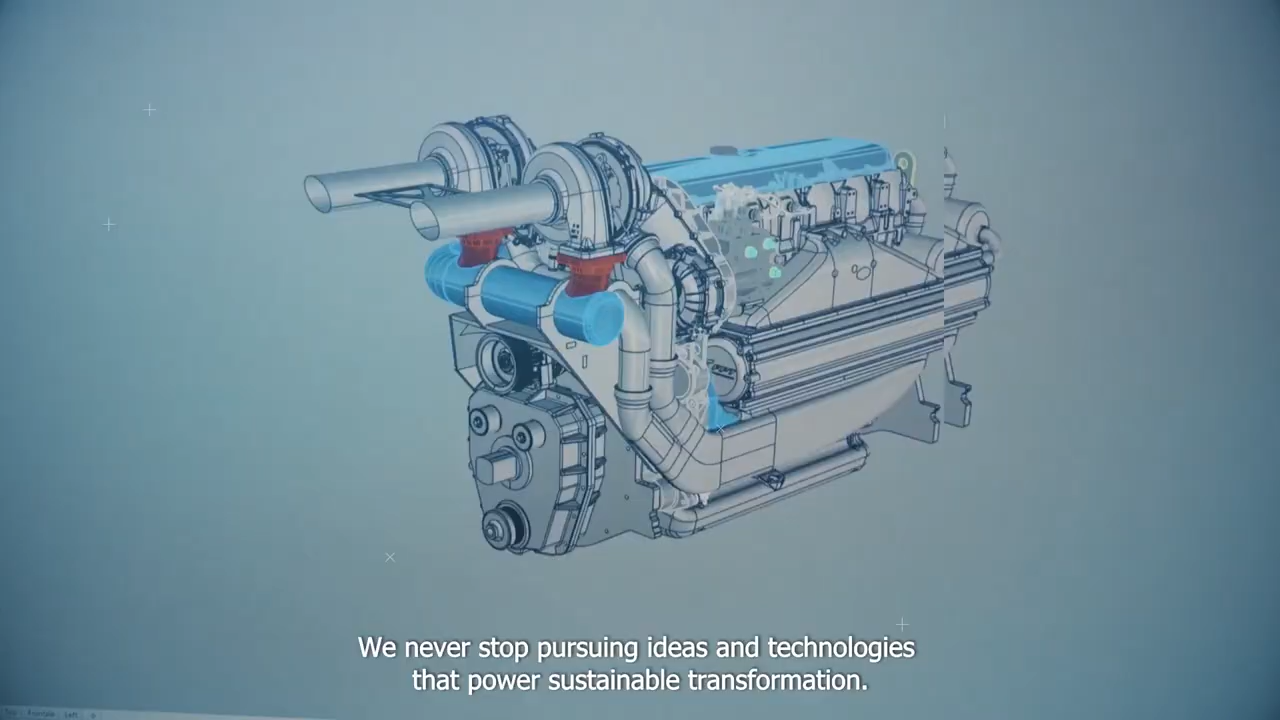 We never stop pursuing ideas and technologies
that power sustainable transformation.